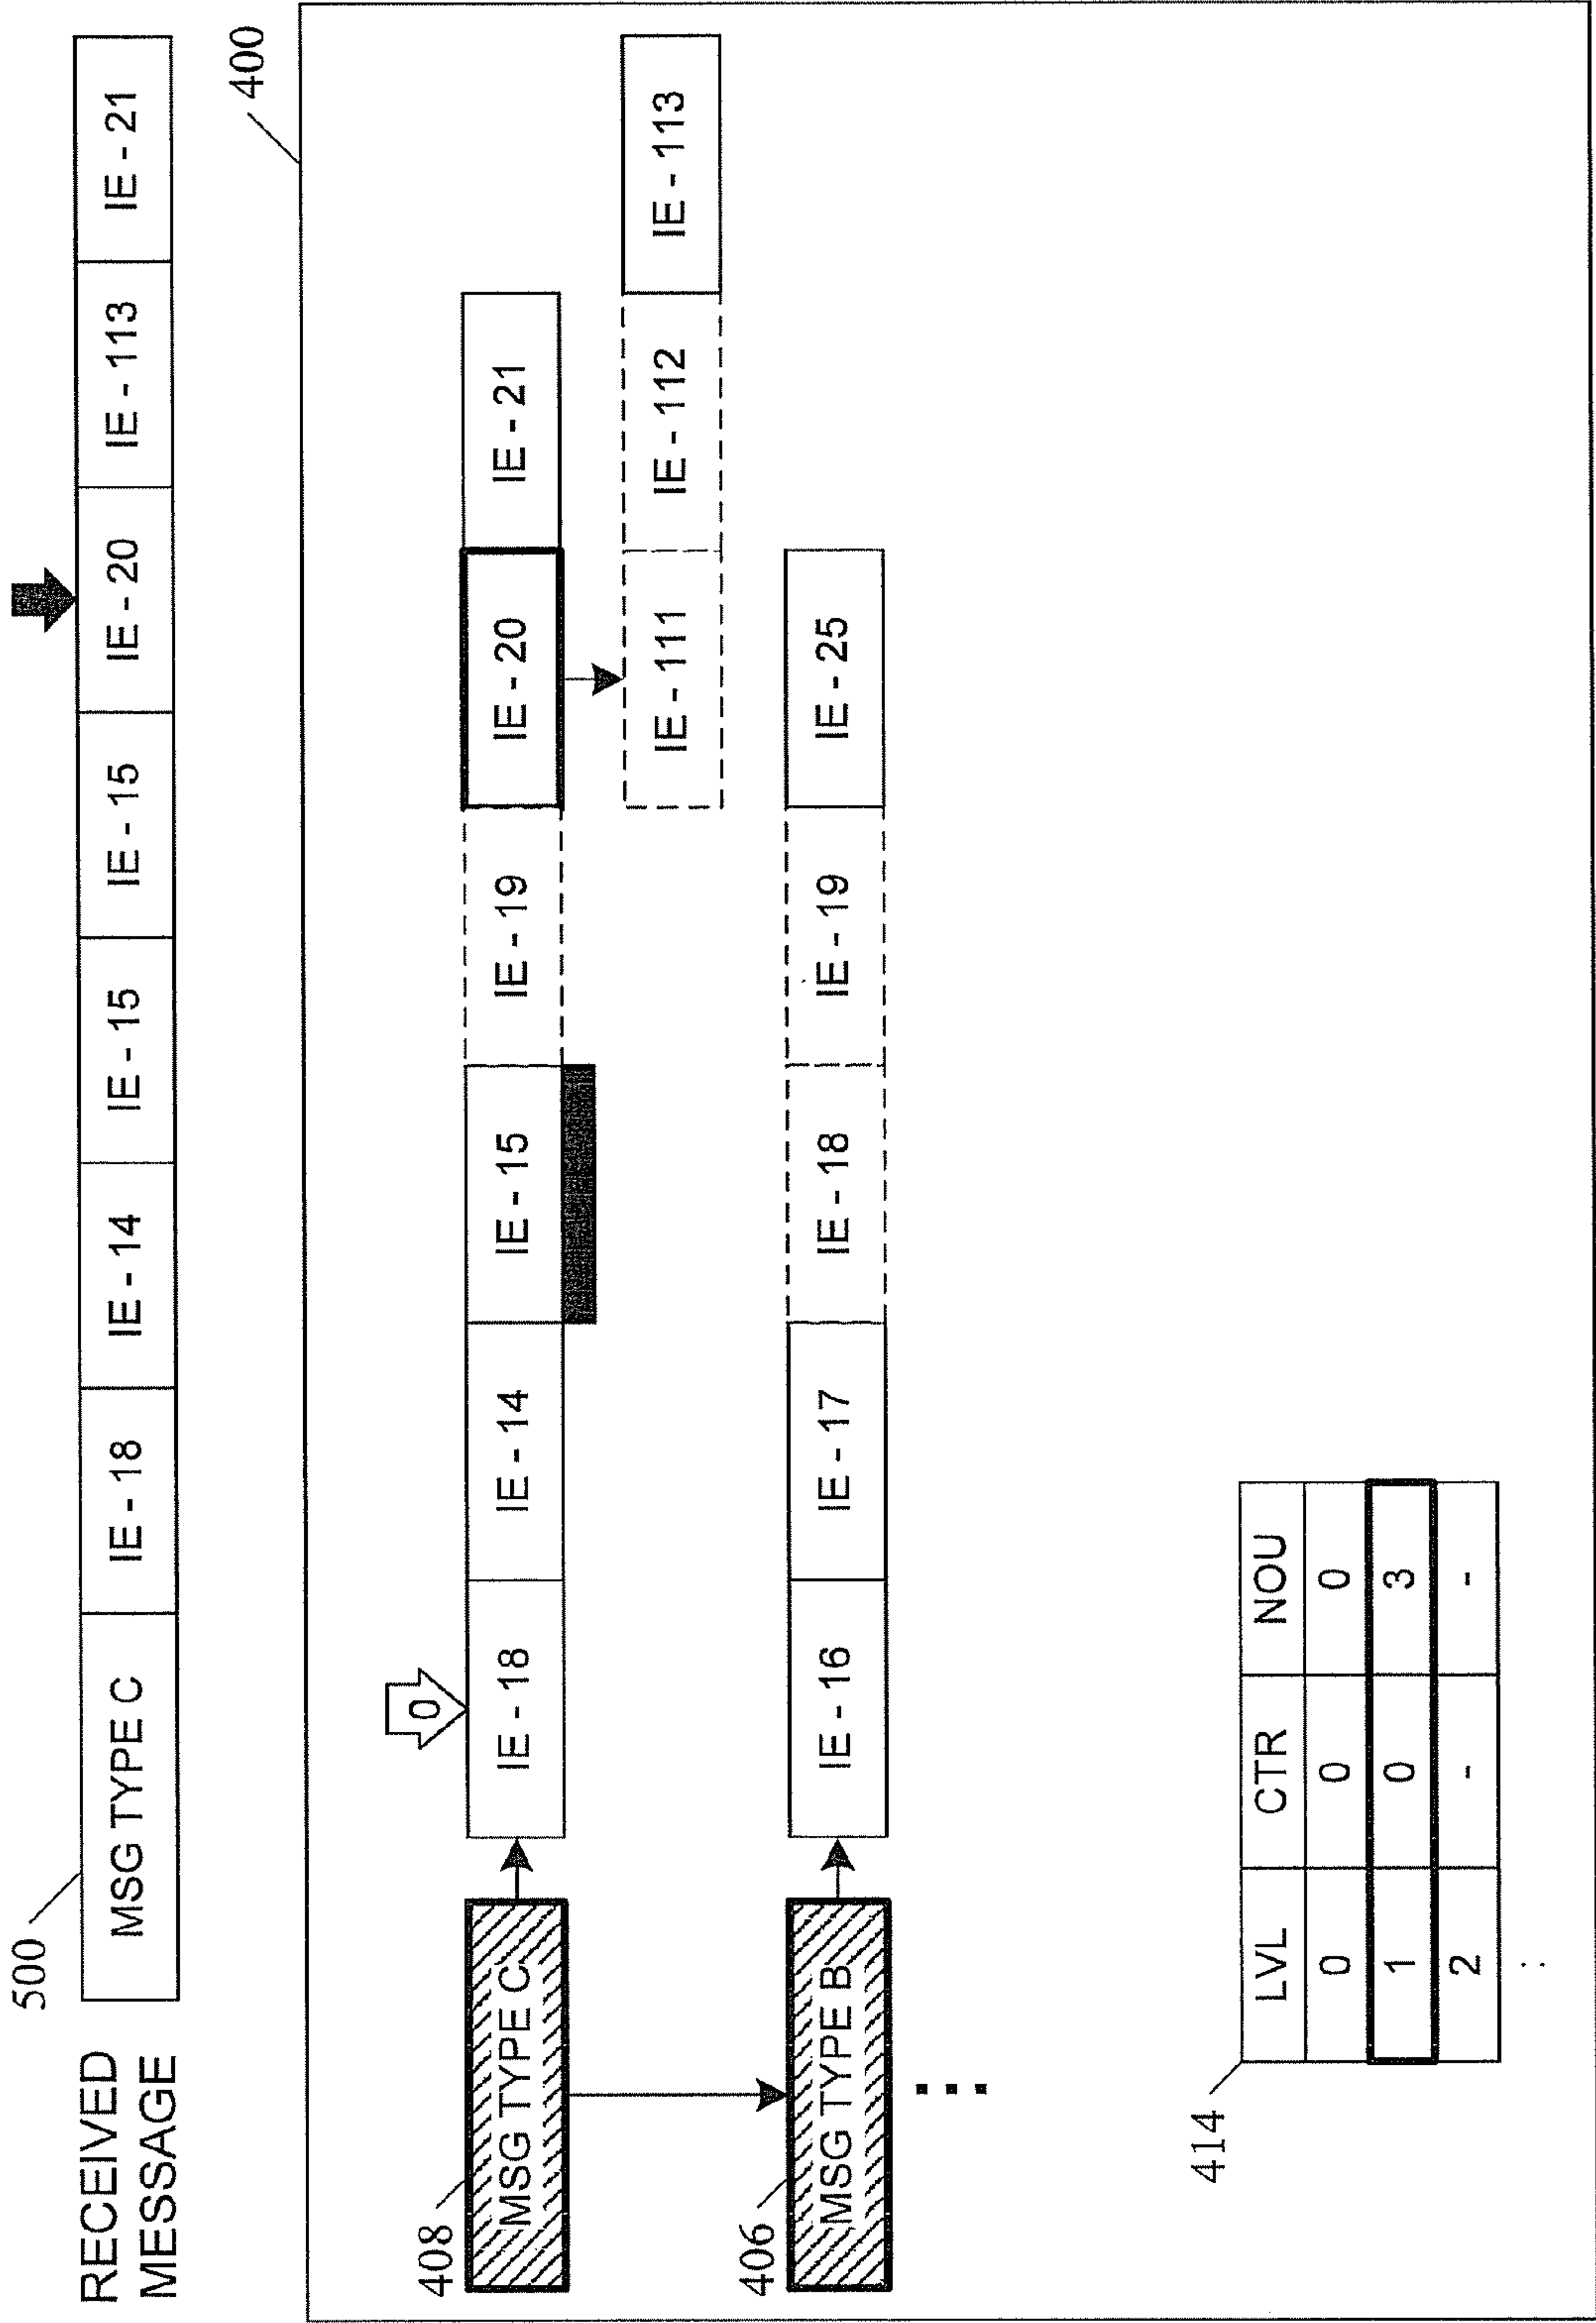 500
RECEIVED
MESSAGE
MSG TYPE C
IE - 18
IE - 14
IE - 15
IE - 15
IE - 20
IE - 113
IE - 21
400
0
408
MSG TYPE C
IE - 18
IE - 14
IE - 15
IE - 19
IE - 20
IE - 21
IE - 111
IE - 112
IE - 113
406
MSG TYPE B
IE - 16
IE - 17
IE - 18
IE - 19
IE - 25
414
LVL CTR NOU
0 0 0
1 0 3
2 - -